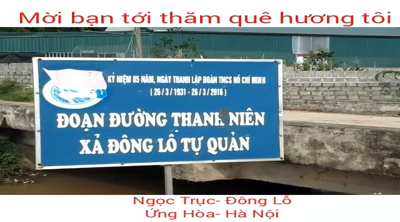 Mời bạn tới thăm quê hương tôi
KỶ NIỆM 85 NĂM, NGÀY THANH LẬP ĐOÀN TNCS HỒ CHÍ MINH
( 26 / 3 / 1931 - 26 / 3 / 2016 )
ĐOẠN ĐƯỜNG THANH NIÊN
XÃ ĐÔNG LỖ TỰ QUẢN
Ngọc Trục- Đông Lỗ
Ứng Hòa- Hà Nội